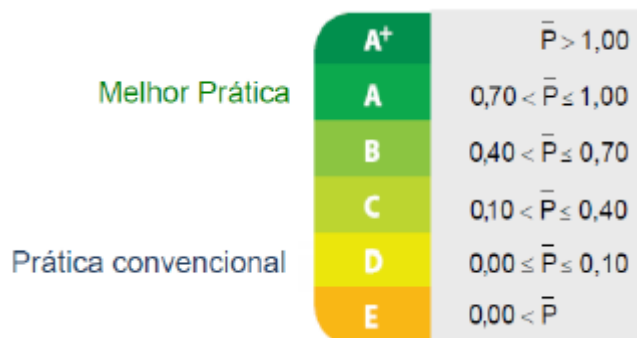 A+ P̄ > 1,00
Melhor Prática A 0,70 < P̄ ≤ 1,00
B 0,40 < P̄ ≤ 0,70
C 0,10 < P̄ ≤ 0,40
Prática convencional D 0,00 ≤ P̄ ≤ 0,10
E 0,00 < P̄